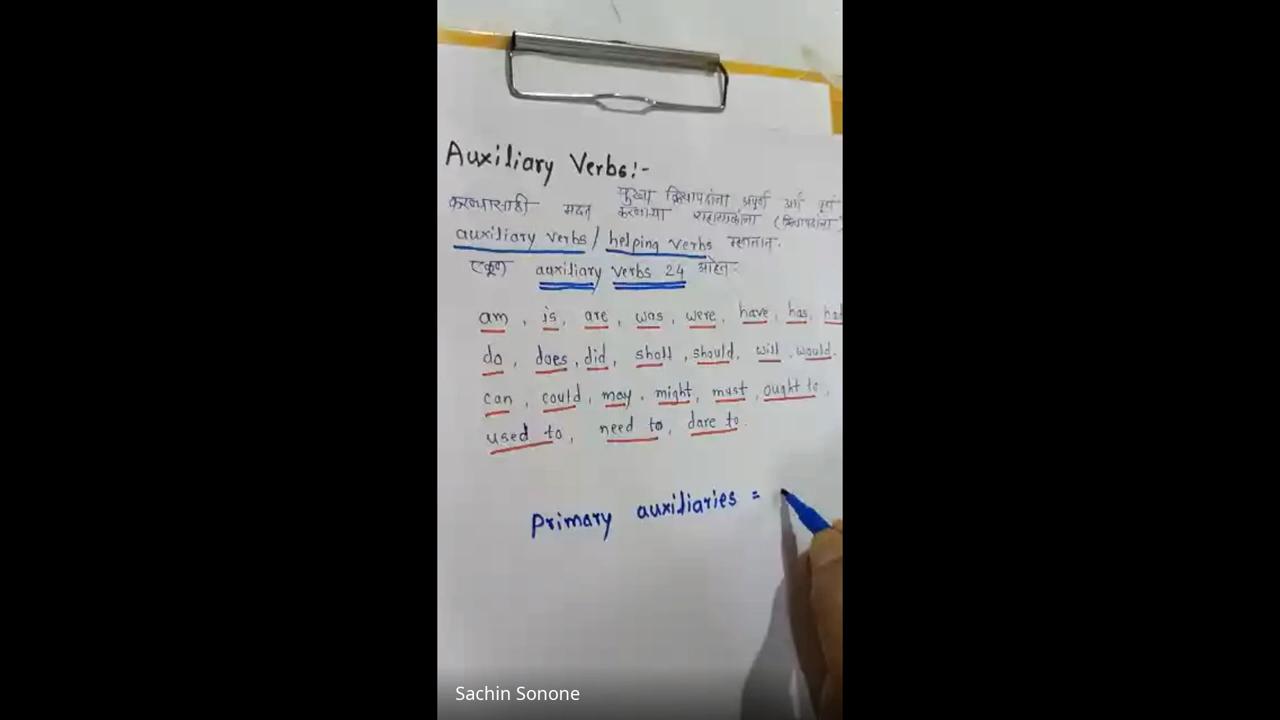 Auxiliary Verbs:-
मुख्य क्रियापदांना अपूर्ण अर्थ पूर्ण
करण्यासाठी मदत करणाऱ्या सहाय्यकांना (क्रियापदांना)
auxiliary verbs / helping verbs म्हणतात.
एकूण auxiliary verbs 24 आहेत.
am, is, are, was, were, have, has, had
do, does, did, shall, should, will, would.
can, could, may, might, must, ought to,
used to, need to, dare to.
Primary auxiliaries =
Sachin Sonone